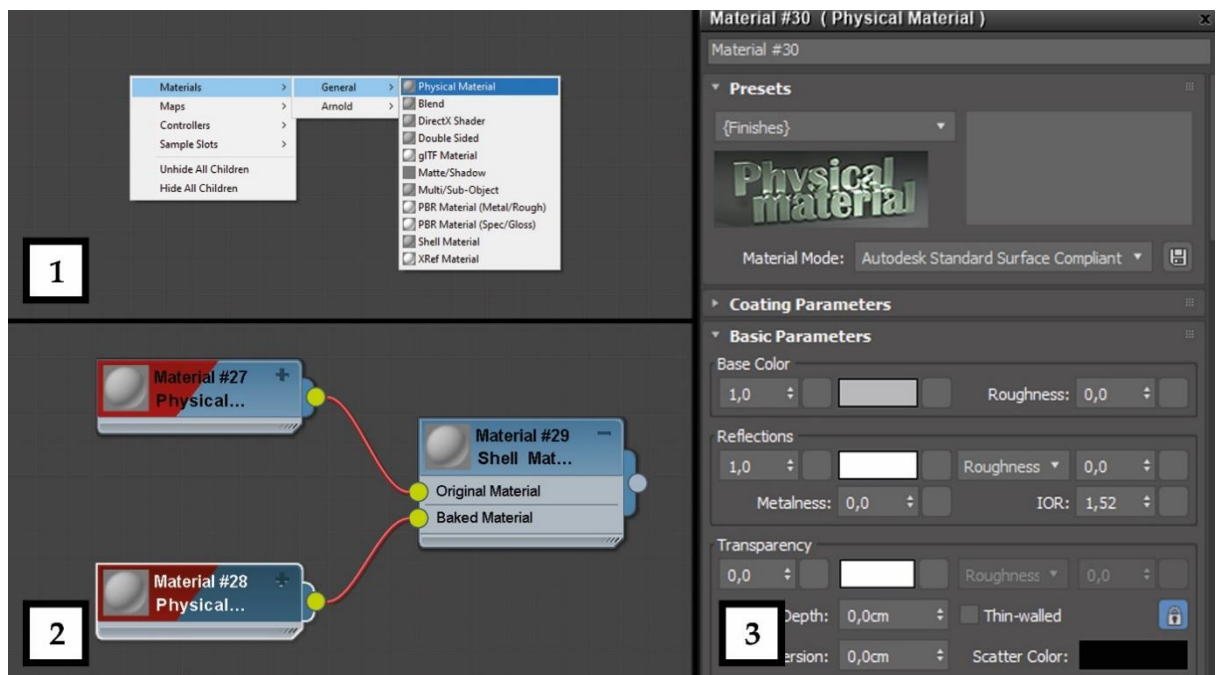 Materials
Maps
Controllers
Sample Slots
Unhide All Children
Hide All Children
General
Arnold
Physical Material
Blend
DirectX Shader
Double Sided
glTF Material
Matte/Shadow
Multi/Sub-Object
PBR Material (Metal/Rough)
PBR Material (Spec/Gloss)
Shell Material
XRef Material
1
Material #27
Physical...
Material #29
Shell Mat...
Original Material
Baked Material
Material #28
Physical...
2
Material #30 ( Physical Material )
Material #30
Presets
{Finishes}
Physical
material
Material Mode: Autodesk Standard Surface Compliant
Coating Parameters
Basic Parameters
Base Color
1,0 Roughness: 0,0
Reflections
1,0 Roughness 0,0
Metalness: 0,0 IOR: 1,52
Transparency
0,0 Roughness 0,0
Depth: 0,0cm Thin-walled
3
ersion: 0,0cm Scatter Color: